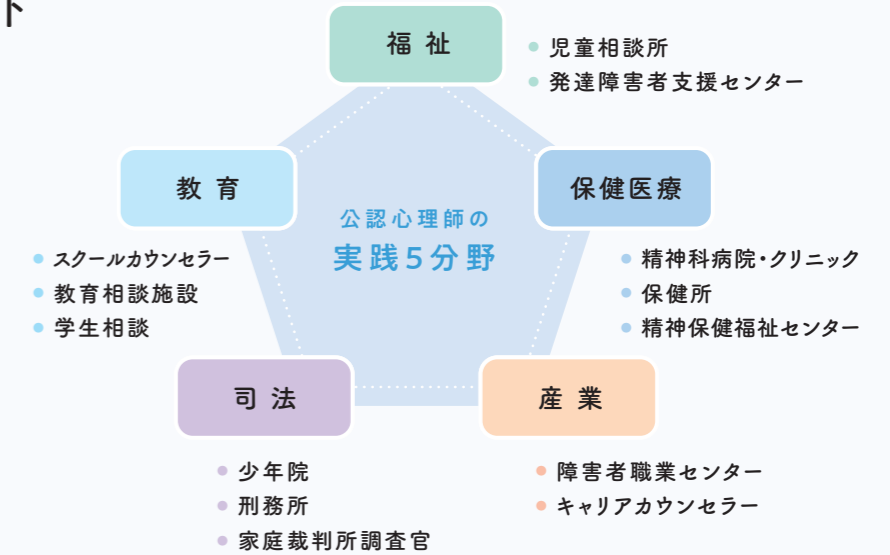 ト
福祉
児童相談所
発達障害者支援センター
教育
保健医療
公認心理師の
実践5分野
スクールカウンセラー
教育相談施設
学生相談
精神科病院・クリニック
保健所
精神保健福祉センター
司法
産業
少年院
刑務所
家庭裁判所調査官
障害者職業センター
キャリアカウンセラー